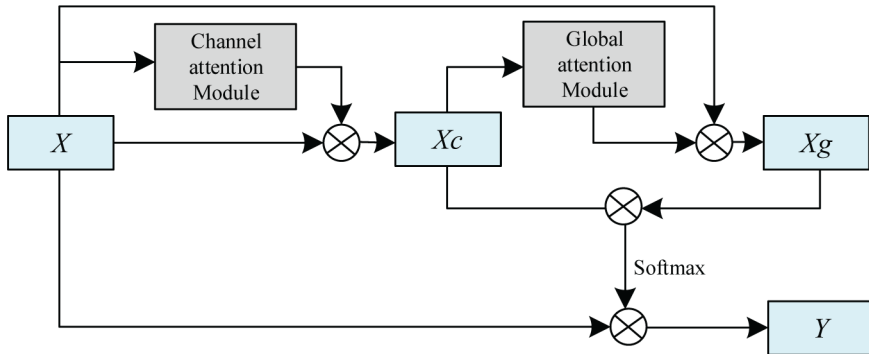 Channel
attention
Module
Global
attention
Module
X
Xc
Xg
Softmax
Y